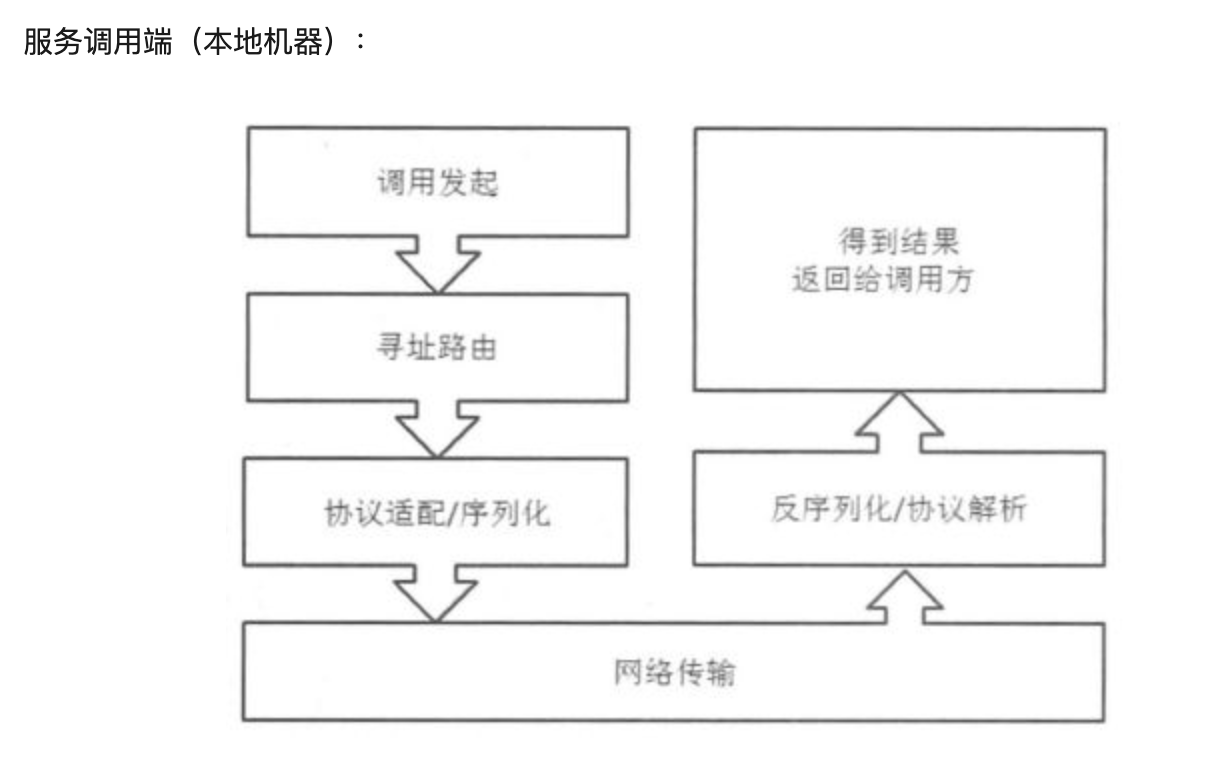 服务调用端（本地机器）：
调用发起
寻址路由
协议适配/序列化
网络传输
反序列化/协议解析
得到结果
返回给调用方